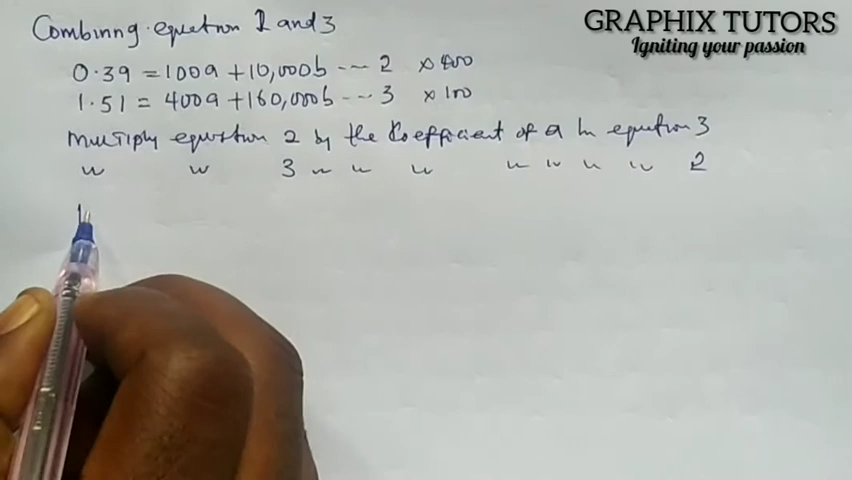 GRAPHIX TUTORS
Igniting your passion
Combining equation 2 and 3
0.39 = 100a + 10,000b --- 2 ×400
1.51 = 400a + 160,000b --- 3 ×100
Multiply equation 2 by the Coefficient of a in equation 3
" " 3 " " " " " " " 2